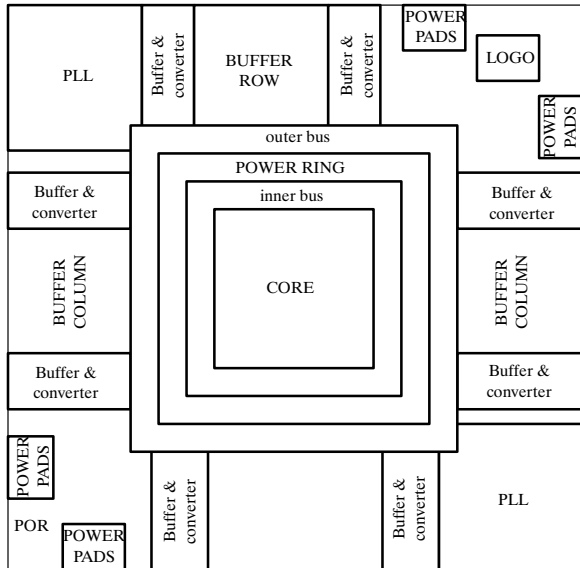 POWER
PADS
PLL
Buffer &
converter
BUFFER
ROW
Buffer &
converter
LOGO
POWER
PADS
outer bus
POWER RING
inner bus
Buffer &
converter
Buffer &
converter
BUFFER
COLUMN
CORE
BUFFER
COLUMN
Buffer &
converter
Buffer &
converter
POWER
PADS
Buffer &
converter
Buffer &
converter
PLL
POR
POWER
PADS